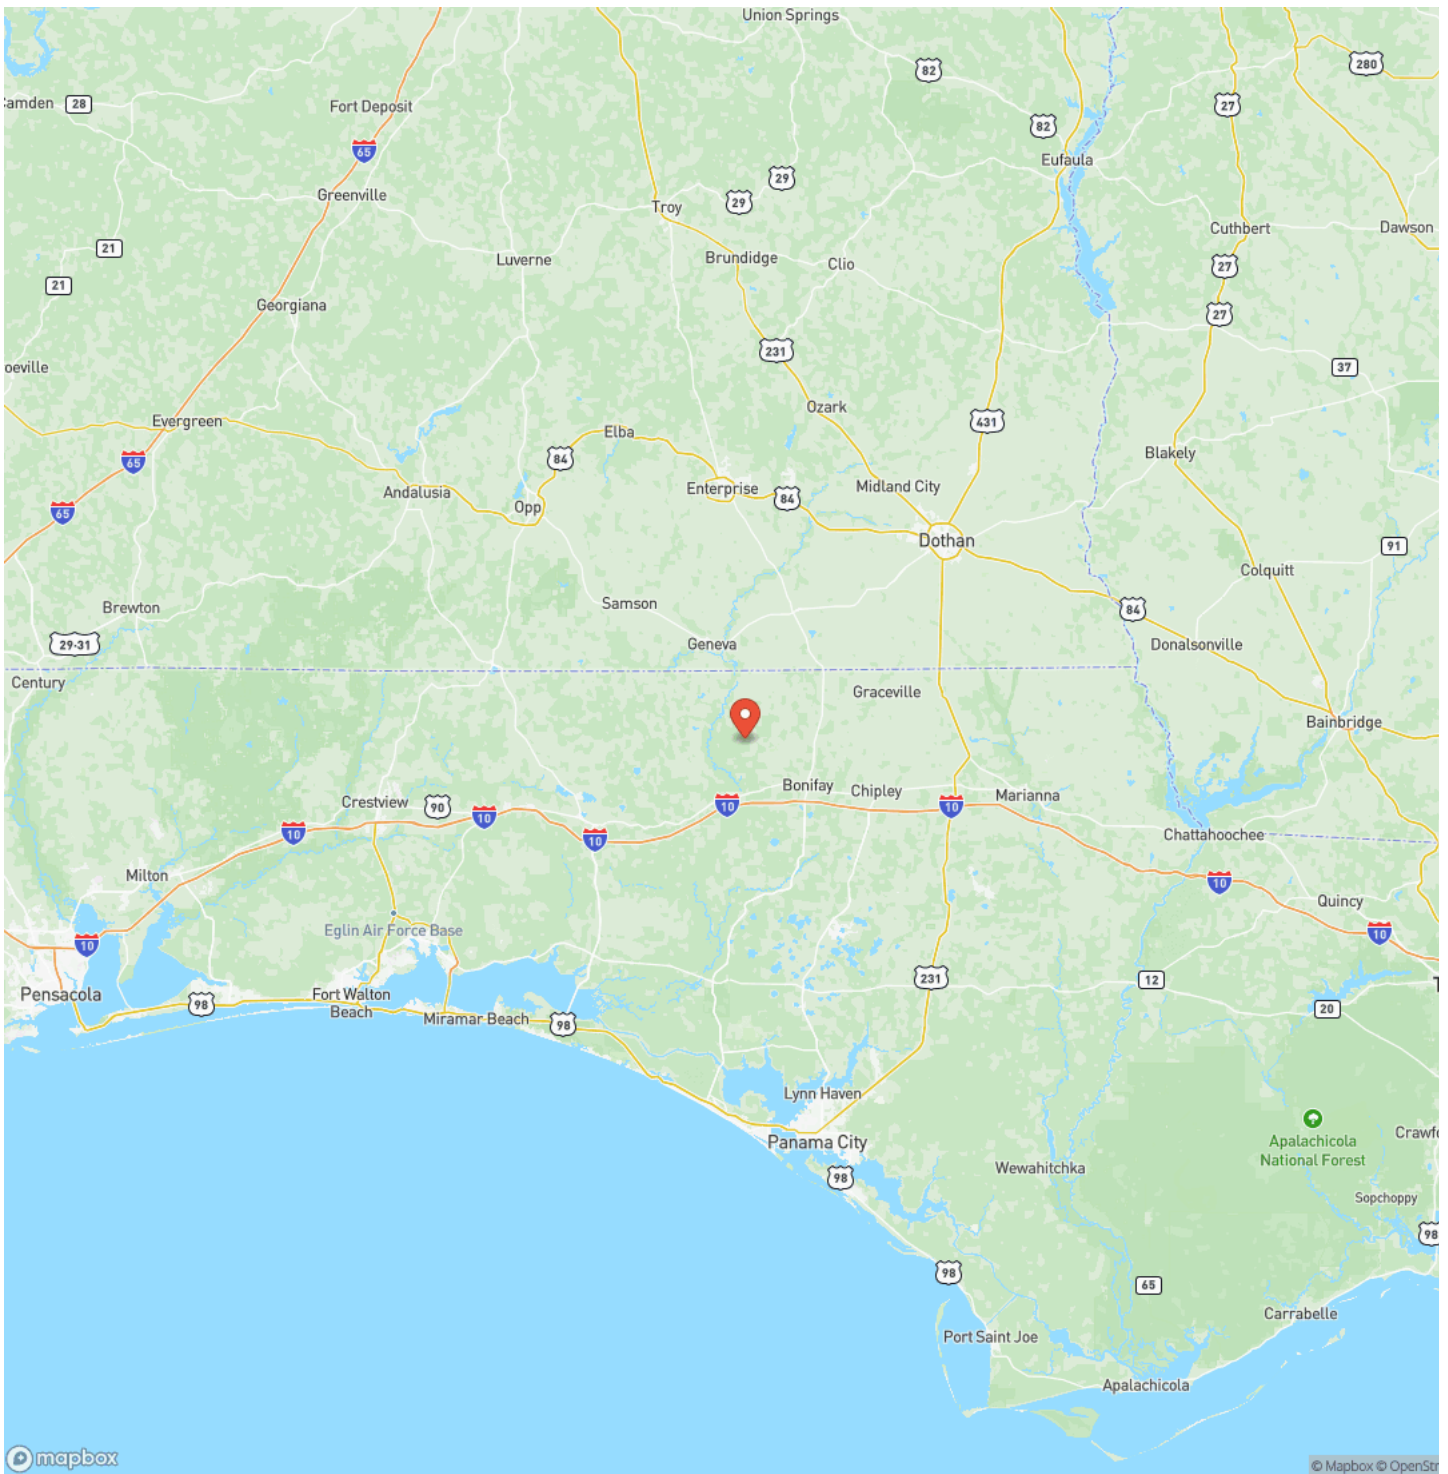 Union Springs
280
82
Camden
28
Fort Deposit
27
82
65
Eufaula
29
Greenville
29
Troy
Cuthbert
Dawson
21
Luverne
Brundidge
Clio
27
21
Georgiana
27
231
oeville
37
Ozark
Evergreen
431
Elba
65
84
Blakely
Andalusia
Enterprise
84
Midland City
65
Opp
Dothan
91
Colquitt
Brewton
Samson
84
29-31
Geneva
Donalsonville
Century
Graceville
Bainbridge
Bonifay
Chipley
Marianna
Crestview
90
10
10
10
10
10
Chattahoochee
Milton
10
Quincy
Eglin Air Force Base
10
10
231
12
Pensacola
98
Fort Walton
Beach
20
Miramar Beach
98
Lynn Haven
Panama City
Apalachicola
National Forest
Crawfo
Wewahitchka
98
Sopchoppy
98
98
65
Carrabelle
Port Saint Joe
Apalachicola
mapbox
© Mapbox © OpenStr